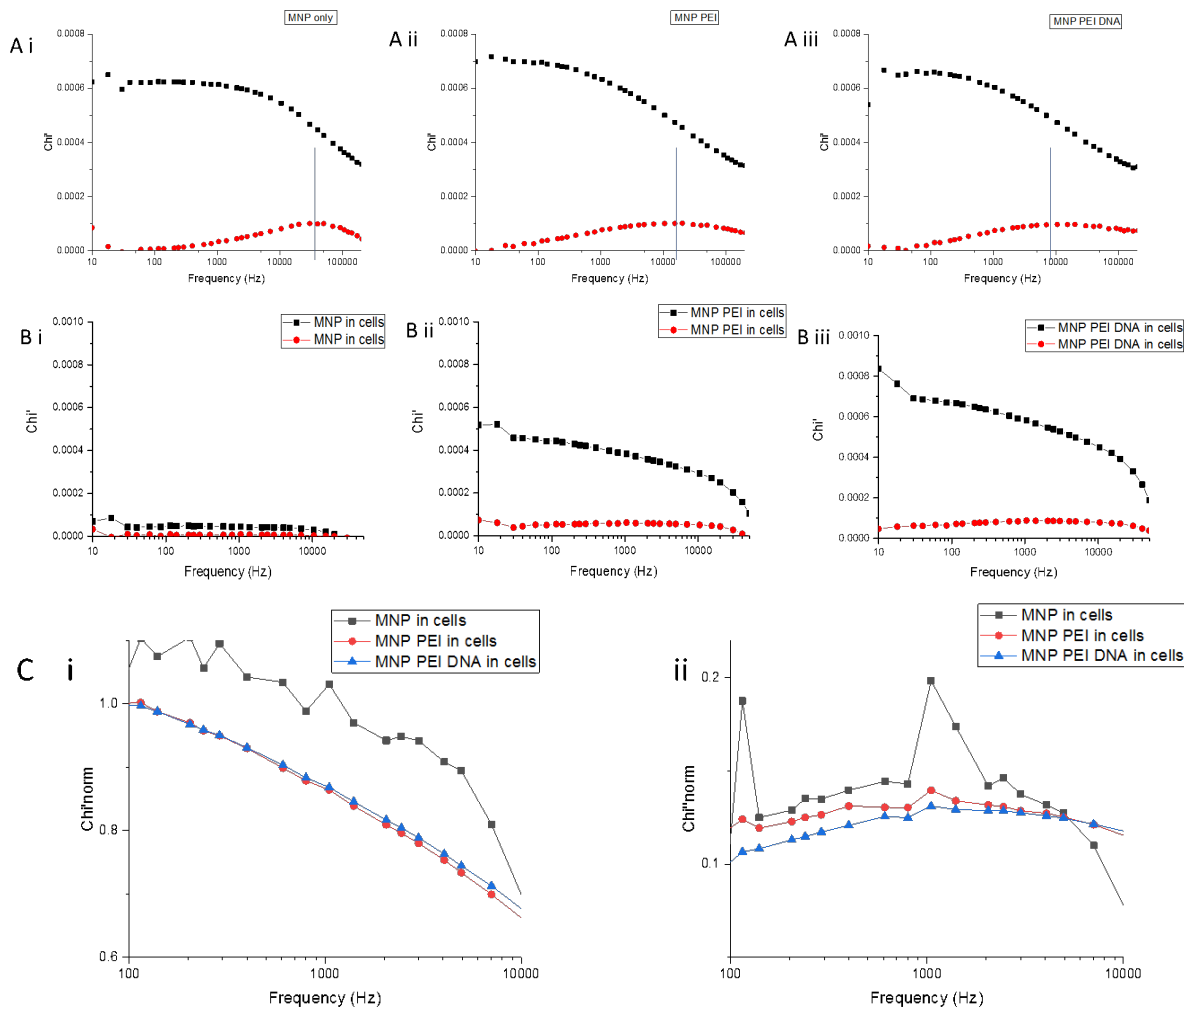 MNP only
MNP PEI
MNP PEI DNA
A i
A ii
A iii
0.0008
0.0006
0.0004
0.0002
0.0000
Chi'
10
100
1000
10000
100000
Frequency (Hz)
0.0008
0.0006
0.0004
0.0002
0.0000
Chi'
10
100
1000
10000
100000
Frequency (Hz)
0.0008
0.0006
0.0004
0.0002
0.0000
Chi'
10
100
1000
10000
100000
Frequency (Hz)
B i
MNP in cells
MNP in cells
0.0010
0.0008
0.0006
0.0004
0.0002
0.0000
Chi'
10
100
1000
10000
Frequency (Hz)
B ii
MNP PEI in cells
MNP PEI in cells
0.0010
0.0008
0.0006
0.0004
0.0002
0.0000
Chi'
10
100
1000
10000
Frequency (Hz)
B iii
MNP PEI DNA in cells
MNP PEI DNA in cells
0.0010
0.0008
0.0006
0.0004
0.0002
0.0000
Chi'
10
100
1000
10000
Frequency (Hz)
C i
MNP in cells
MNP PEI in cells
MNP PEI DNA in cells
1.0
0.8
0.6
Chi'norm
100
1000
10000
Frequency (Hz)
ii
MNP in cells
MNP PEI in cells
MNP PEI DNA in cells
0.2
0.1
Chi''norm
100
1000
10000
Frequency (Hz)